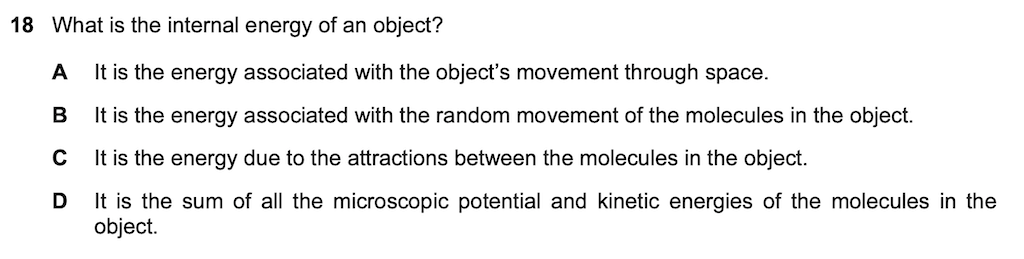 18 What is the internal energy of an object?
A It is the energy associated with the object's movement through space.
B It is the energy associated with the random movement of the molecules in the object.
C It is the energy due to the attractions between the molecules in the object.
D It is the sum of all the microscopic potential and kinetic energies of the molecules in the
object.